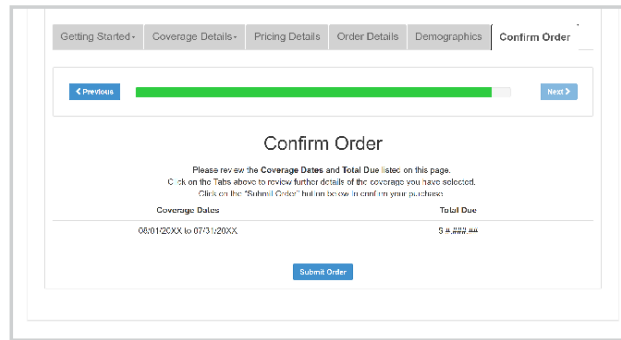 Getting Started Coverage Details Pricing Details Order Details Demographics Confirm Order
Previous Next
Confirm Order
Please review the Coverage Dates and Total Due listed on this page.
Click on the Tabs above to review further details of the coverage you have selected.
Click on the "Submit Order" button below to confirm your purchase
Coverage Dates Total Due
08/01/20XX to 07/31/20XX $ #,###.##
Submit Order